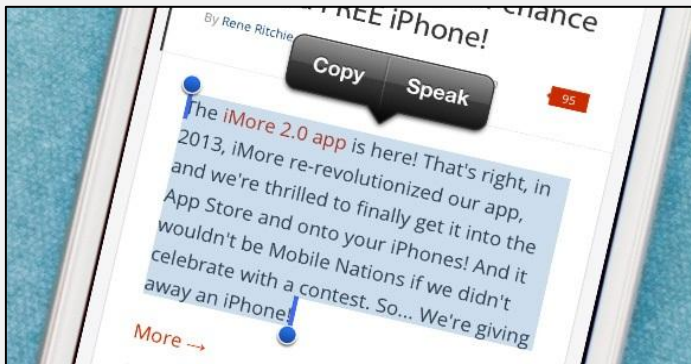 chance
FREE iPhone!
By Rene Ritchie
Copy Speak
95
The iMore 2.0 app is here! That's right, in
2013, iMore re-revolutionized our app,
and we're thrilled to finally get it into the
App Store and onto your iPhones! And it
wouldn't be Mobile Nations if we didn't
celebrate with a contest. So... We're giving
away an iPhone!
More --->